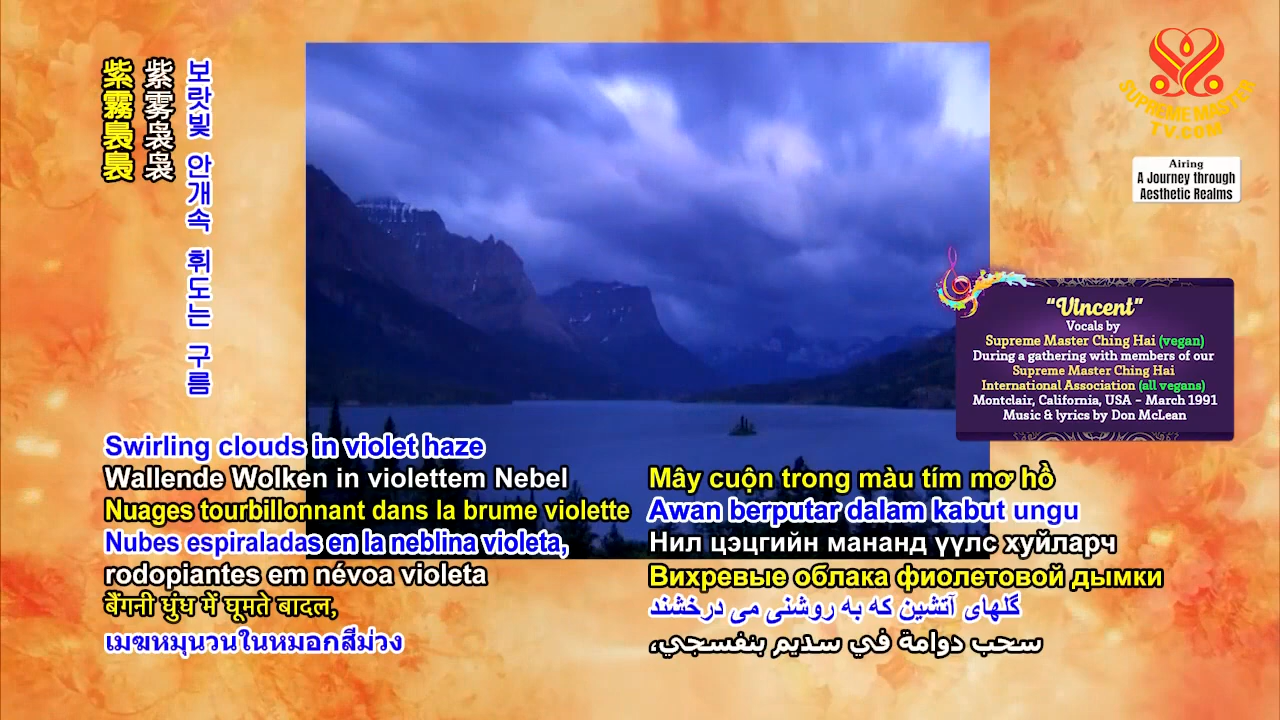 紫霧裊裊
紫雾袅袅
보랏빛 안개속 휘도는 구름
SUPREME MASTER
TV.COM
Airing
A Journey through
Aesthetic Realms
"Vincent"
Vocals by
Supreme Master Ching Hai (vegan)
During a gathering with members of our
Supreme Master Ching Hai
International Association (all vegans)
Montclair, California, USA – March 1991
Music & lyrics by Don McLean
Swirling clouds in violet haze
Wallende Wolken in violettem Nebel
Nuages tourbillonnant dans la brume violette
Nubes espiraladas en la neblina violeta,
rodopiantes em névoa violeta
बैंगनी धुंध में घूमते बादल,
เมฆหมุนวนในหมอกสีม่วง
Mây cuộn trong màu tím mơ hồ
Awan berputar dalam kabut ungu
Нил цэцгийн мананд үүлс хуйларч
Вихревые облака фиолетовой дымки
گلهای آتشین که به روشنی می درخشند
سحب دوامة في سديم بنفسجي،